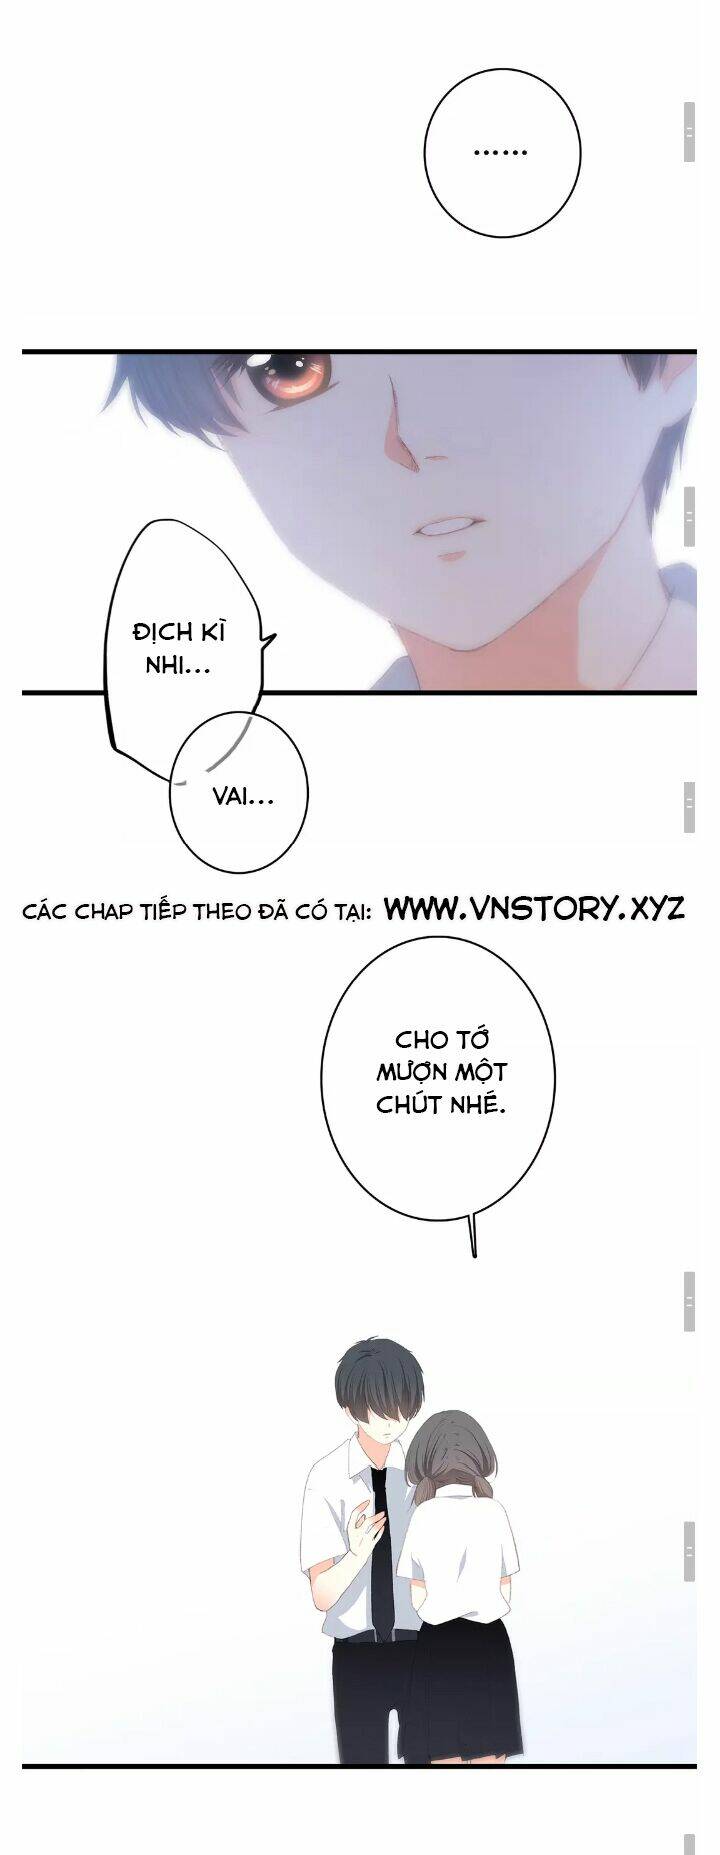 ......
ĐỊCH KÌ
NHI...
VAI...
CÁC CHAP TIẾP THEO ĐÃ CÓ TẠI: WWW.VNSTORY.XYZ
CHO TỚ
MƯỢN MỘT
CHÚT NHÉ.